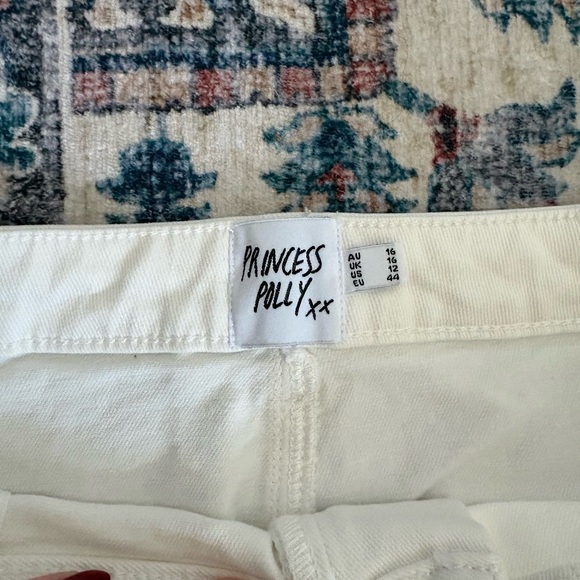 PRINCESS
POLLY xx
AU 16
UK 16
US 12
EU 44